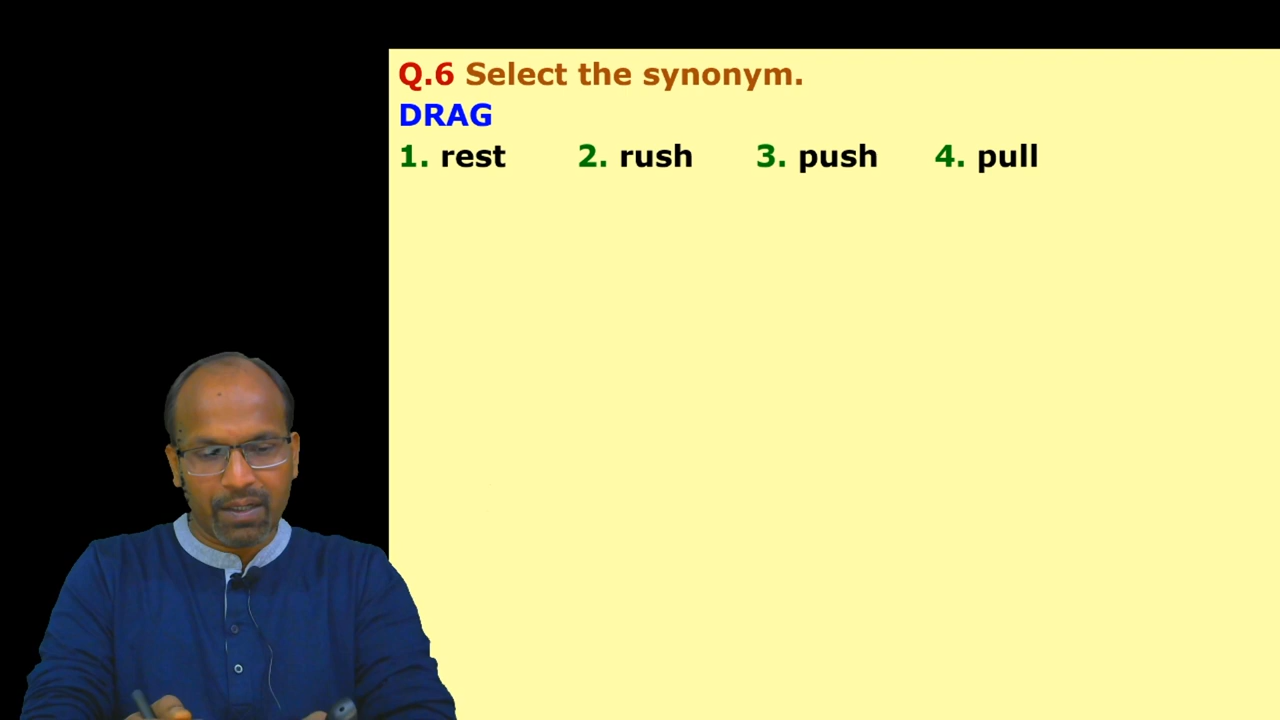 Q.6 Select the synonym.
DRAG
1. rest 2. rush 3. push 4. pull